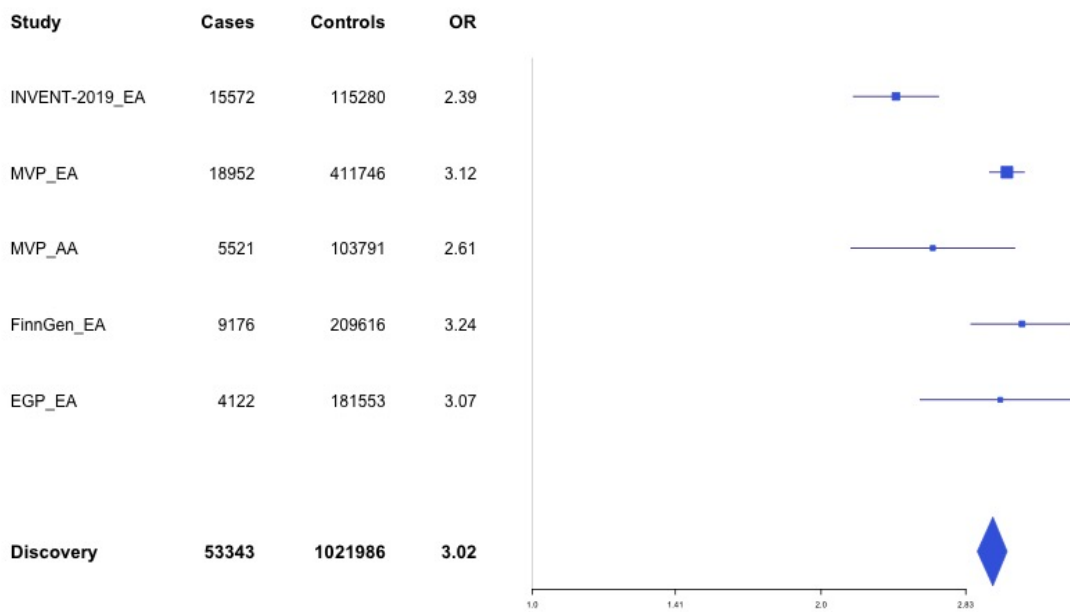 Study Cases Controls OR
INVENT-2019_EA 15572 115280 2.39
MVP_EA 18952 411746 3.12
MVP_AA 5521 103791 2.61
FinnGen_EA 9176 209616 3.24
EGP_EA 4122 181553 3.07
Discovery 53343 1021986 3.02
1.0 1.41 2.0 2.83